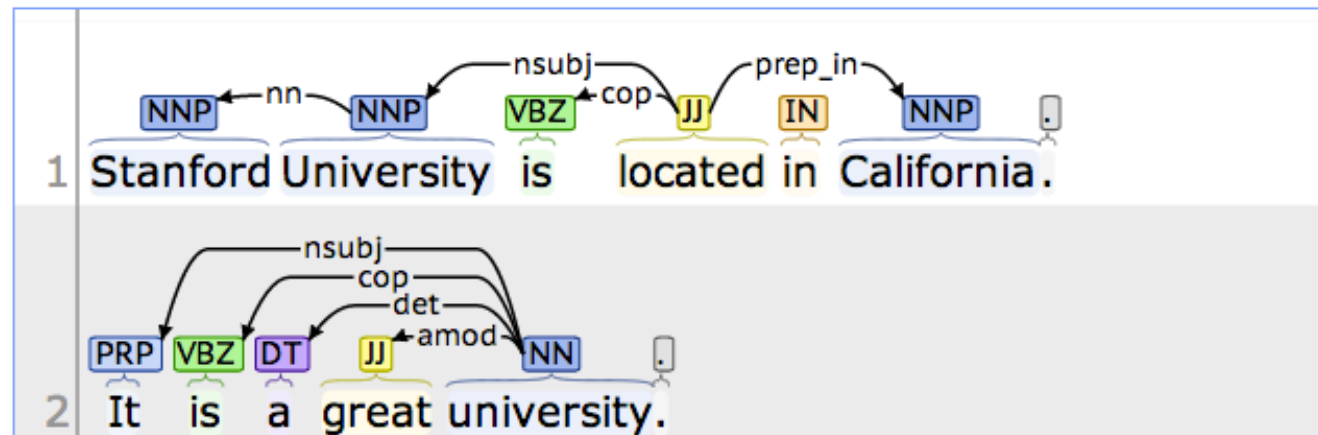 nsubj prep_in
nn cop
NNP NNP VBZ JJ IN NNP .
1 Stanford University is located in California.
nsubj
cop
det
amod
PRP VBZ DT JJ NN .
2 It is a great university.